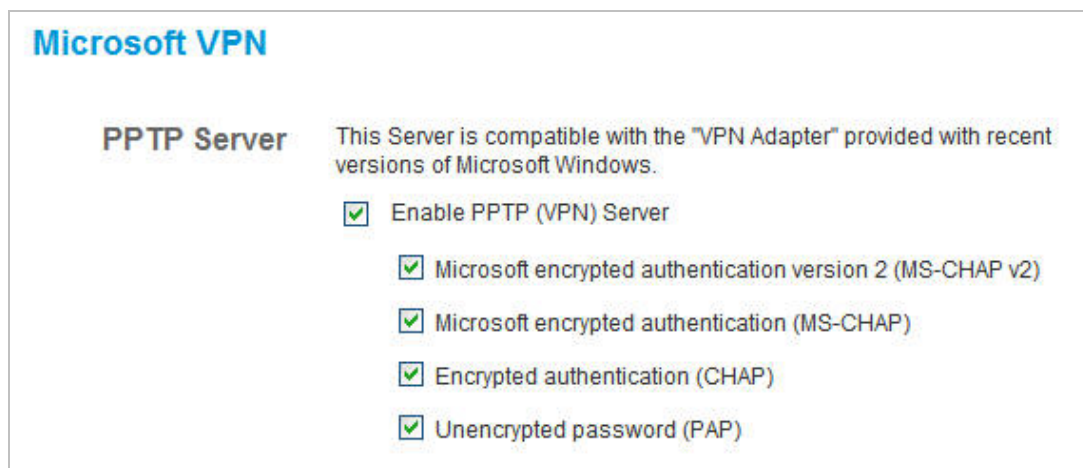 Microsoft VPN
PPTP Server
This Server is compatible with the "VPN Adapter" provided with recent
versions of Microsoft Windows.
Enable PPTP (VPN) Server
Microsoft encrypted authentication version 2 (MS-CHAP v2)
Microsoft encrypted authentication (MS-CHAP)
Encrypted authentication (CHAP)
Unencrypted password (PAP)